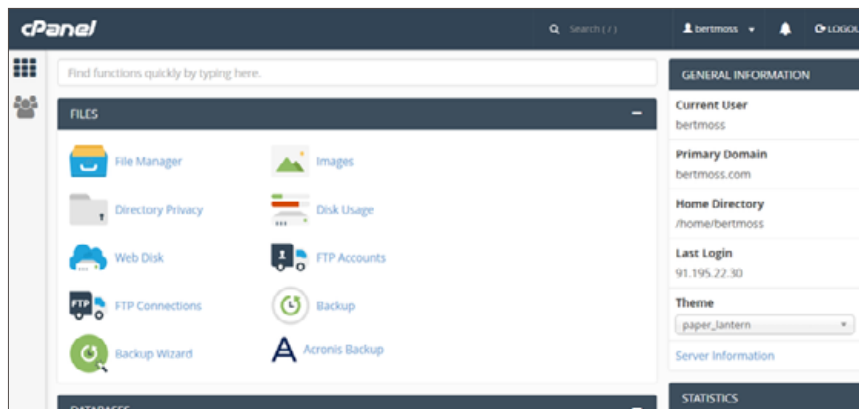 cPanel
Search ( / )
bertmoss
LOGOU
Find functions quickly by typing here.
FILES
File Manager
Images
Directory Privacy
Disk Usage
Web Disk
FTP Accounts
FTP
FTP Connections
Backup
Backup Wizard
Acronis Backup
DATABASES
GENERAL INFORMATION
Current User
bertmoss
Primary Domain
bertmoss.com
Home Directory
/home/bertmoss
Last Login
91.195.22.30
Theme
paper_lantern
Server Information
STATISTICS